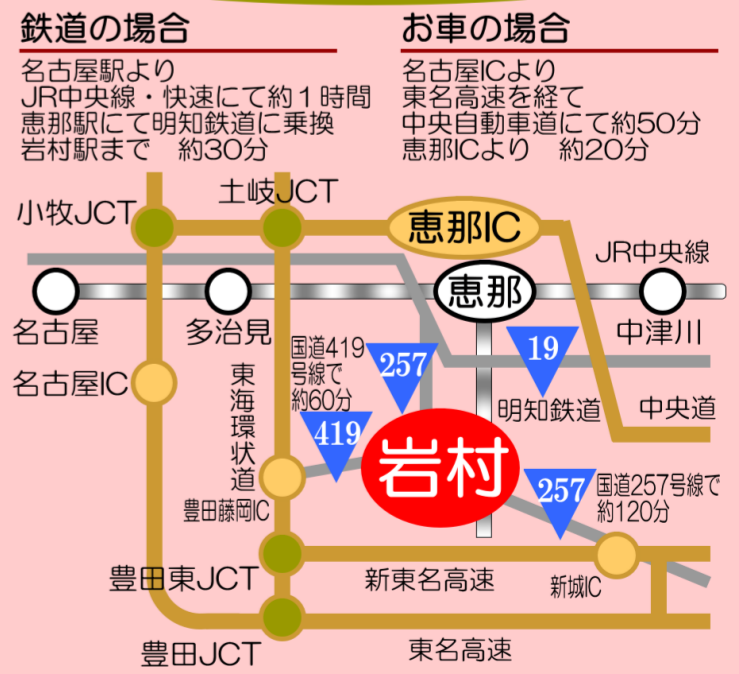 鉄道の場合
名古屋駅より
JR中央線・快速にて約１時間
恵那駅にて明知鉄道に乗換
岩村駅まで　約30分
お車の場合
名古屋ICより
東名高速を経て
中央自動車道にて約50分
恵那ICより　約20分
土岐JCT
小牧JCT
恵那IC
JR中央線
恵那
名古屋
多治見
中津川
国道419
号線で
約60分
257
19
名古屋IC
東海環状道
明知鉄道
中央道
419
岩村
257
国道257号線で
約120分
豊田藤岡IC
豊田東JCT
新東名高速
新城IC
豊田JCT
東名高速